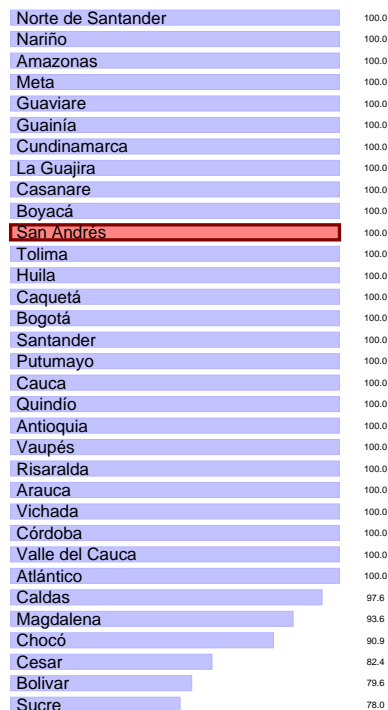 Norte de Santander 100.0
Nariño 100.0
Amazonas 100.0
Meta 100.0
Guaviare 100.0
Guainía 100.0
Cundinamarca 100.0
La Guajira 100.0
Casanare 100.0
Boyacá 100.0
San Andrés 100.0
Tolima 100.0
Huila 100.0
Caquetá 100.0
Bogotá 100.0
Santander 100.0
Putumayo 100.0
Cauca 100.0
Quindío 100.0
Antioquia 100.0
Vaupés 100.0
Risaralda 100.0
Arauca 100.0
Vichada 100.0
Córdoba 100.0
Valle del Cauca 100.0
Atlántico 100.0
Caldas 97.6
Magdalena 93.6
Chocó 90.9
Cesar 82.4
Bolivar 79.6
Sucre 78.0